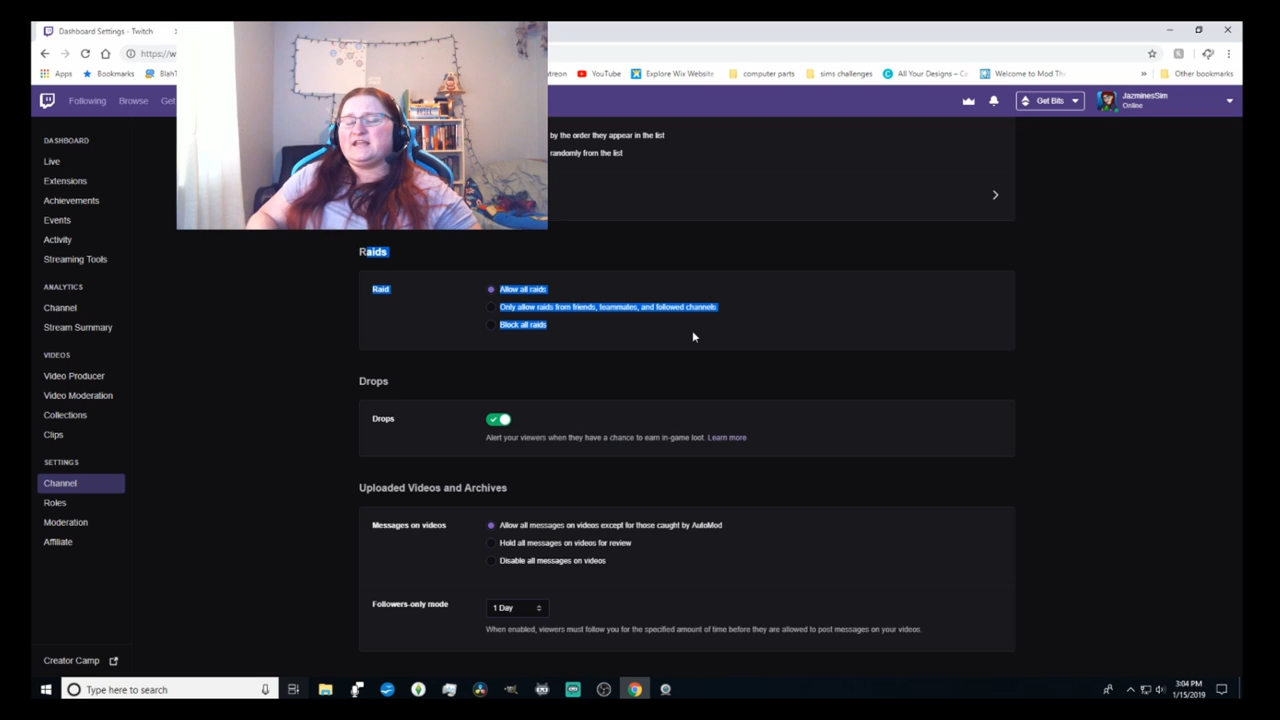 Dashboard Settings - Twitch
https://w
Apps
Bookmarks
BlahT
YouTube
Explore Wix Website
computer parts
sims challenges
All Your Designes – C
Welcome to Mod Th
»
Other bookmarks
Following
Browse
Get
Get Bits
JazminesSim
Online
DASHBOARD
Live
Extensions
Achievements
Events
Activity
Streaming Tools
ANALYTICS
Channel
Stream Summary
VIDEOS
Video Producer
Video Moderation
Collections
Clips
SETTINGS
Channel
Roles
Moderation
Affiliate
Creator Camp
by the order they appear in the list
randomly from the list
Raids
Raid
Allow all raids
Only allow raids from friends, teammates, and followed channels
Block all raids
Drops
Drops
Alert your viewers when they have a chance to earn in-game loot. Learn more
Uploaded Videos and Archives
Messages on videos
Allow all messages on videos except for those caught by AutoMod
Hold all messages on videos for review
Disable all messages on videos
Followers-only mode
1 Day
When enabled, viewers must follow you for the specified amount of time before they are allowed to post messages on your videos.
Type here to search
3:04 PM
1/15/2019